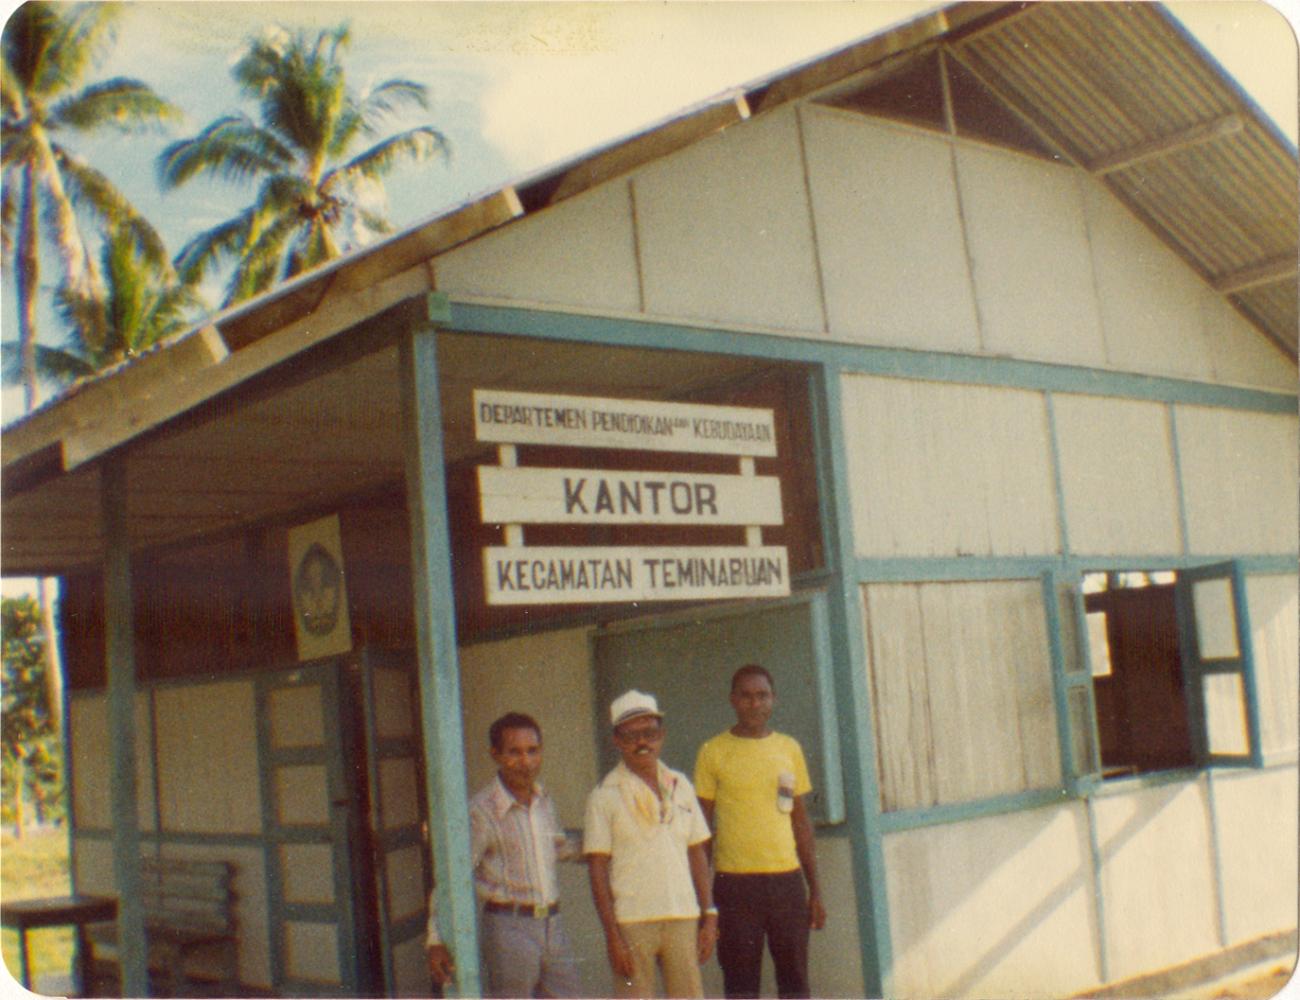 DEPARTEMEN PENDIDIKAN DAN KEBUDAYAAN
KANTOR
KECAMATAN TEMINABUAN